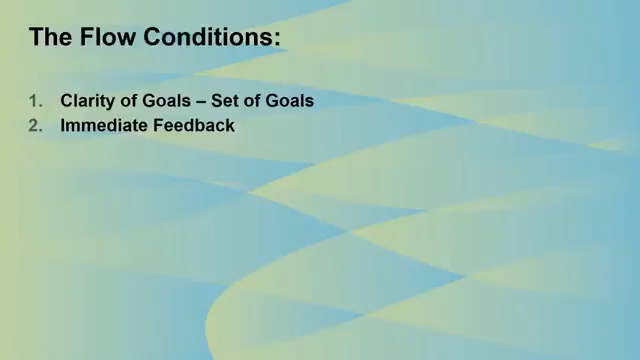 The Flow Conditions:
1. Clarity of Goals – Set of Goals
2. Immediate Feedback